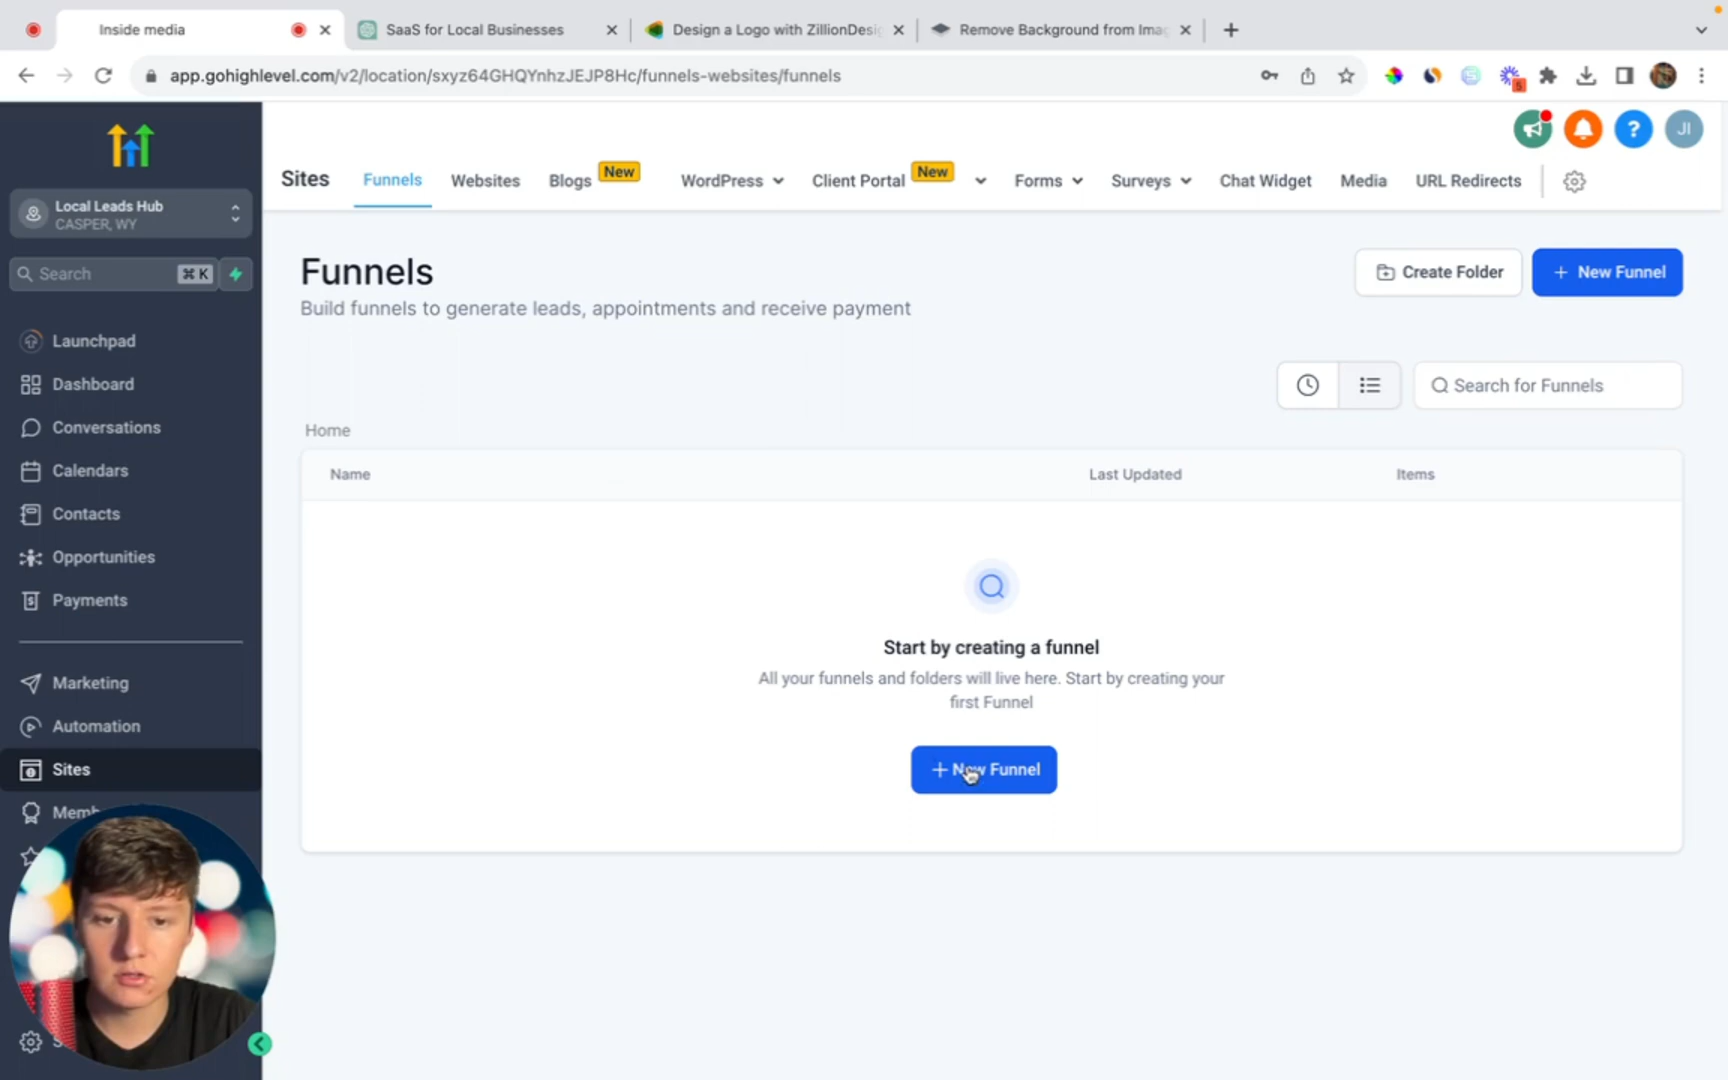 Inside media
SaaS for Local Businesses
Design a Logo with ZillionDesi
Remove Background from Imag
app.gohighlevel.com/v2/location/sxyz64GHQYnhzJEJP8Hc/funnels-websites/funnels
5
JI
Sites
Funnels
Websites
Blogs
New
WordPress
Client Portal
New
Forms
Surveys
Chat Widget
Media
URL Redirects
Local Leads Hub
CASPER, WY
Search
⌘ K
Launchpad
Dashboard
Conversations
Calendars
Contacts
Opportunities
Payments
Marketing
Automation
Sites
Memb
Funnels
Build funnels to generate leads, appointments and receive payment
Create Folder
+ New Funnel
Search for Funnels
Home
Name
Last Updated
Items
Start by creating a funnel
All your funnels and folders will live here. Start by creating your
first Funnel
+ New Funnel